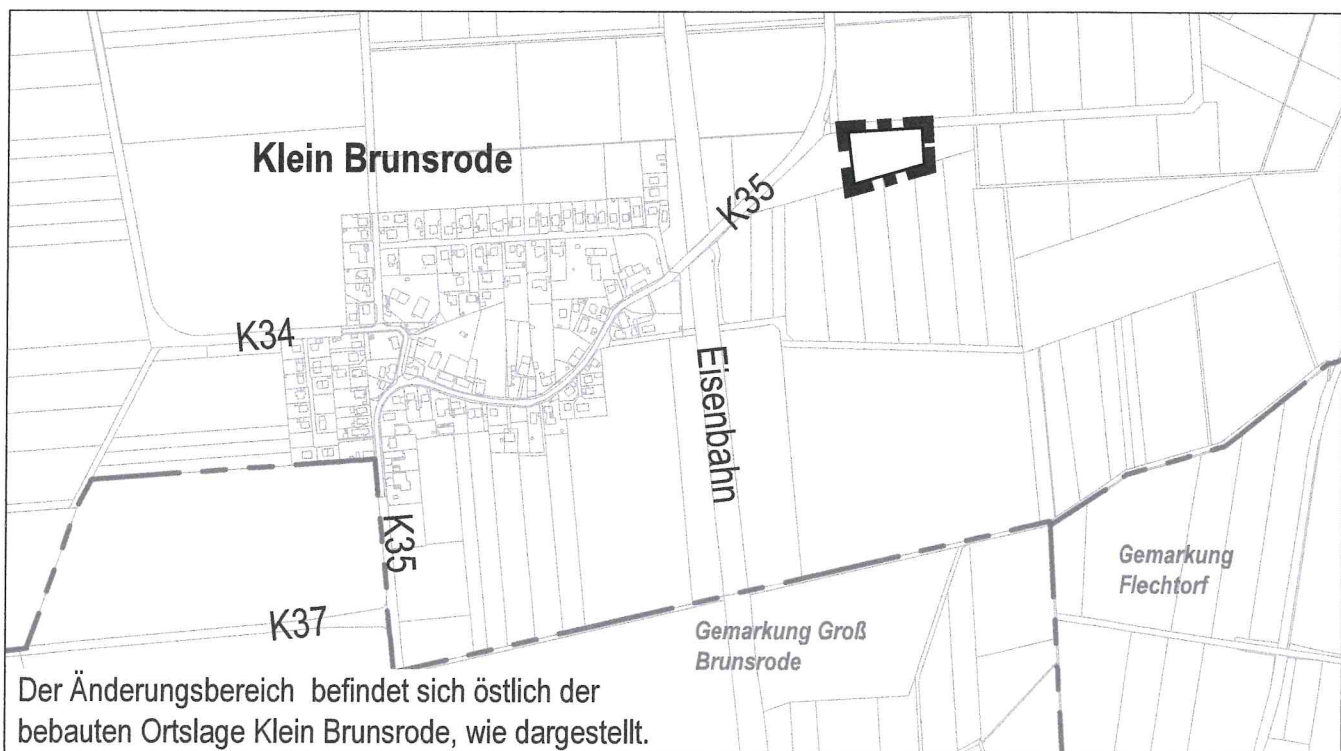 Klein Brunsrode
K35
K34
Eisenbahn
K35
K37
Gemarkung
Flechtorf
Gemarkung Groß
Brunsrode
Der Änderungsbereich befindet sich östlich der
bebauten Ortslage Klein Brunsrode, wie dargestellt.